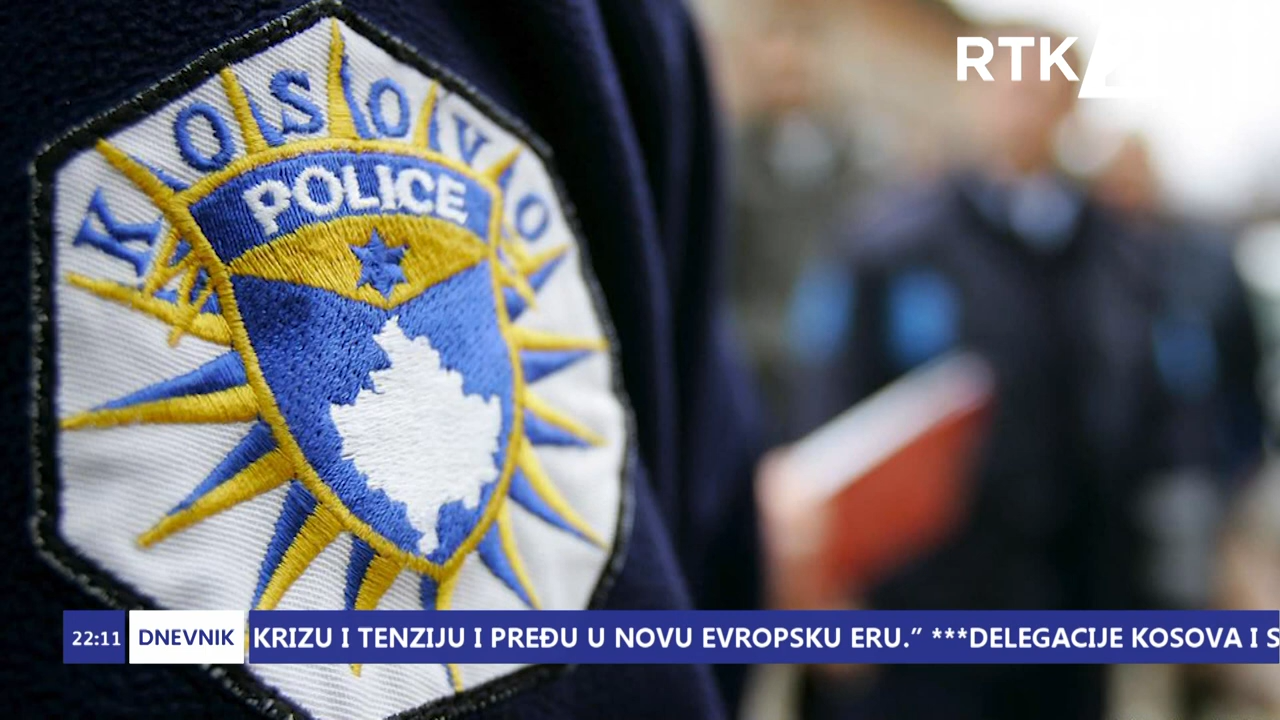 RTK
KOSOVO
POLICE
22:11 DNEVNIK KRIZU I TENZIJU I PREĐU U NOVU EVROPSKU ERU.” ***DELEGACIJE KOSOVA I S